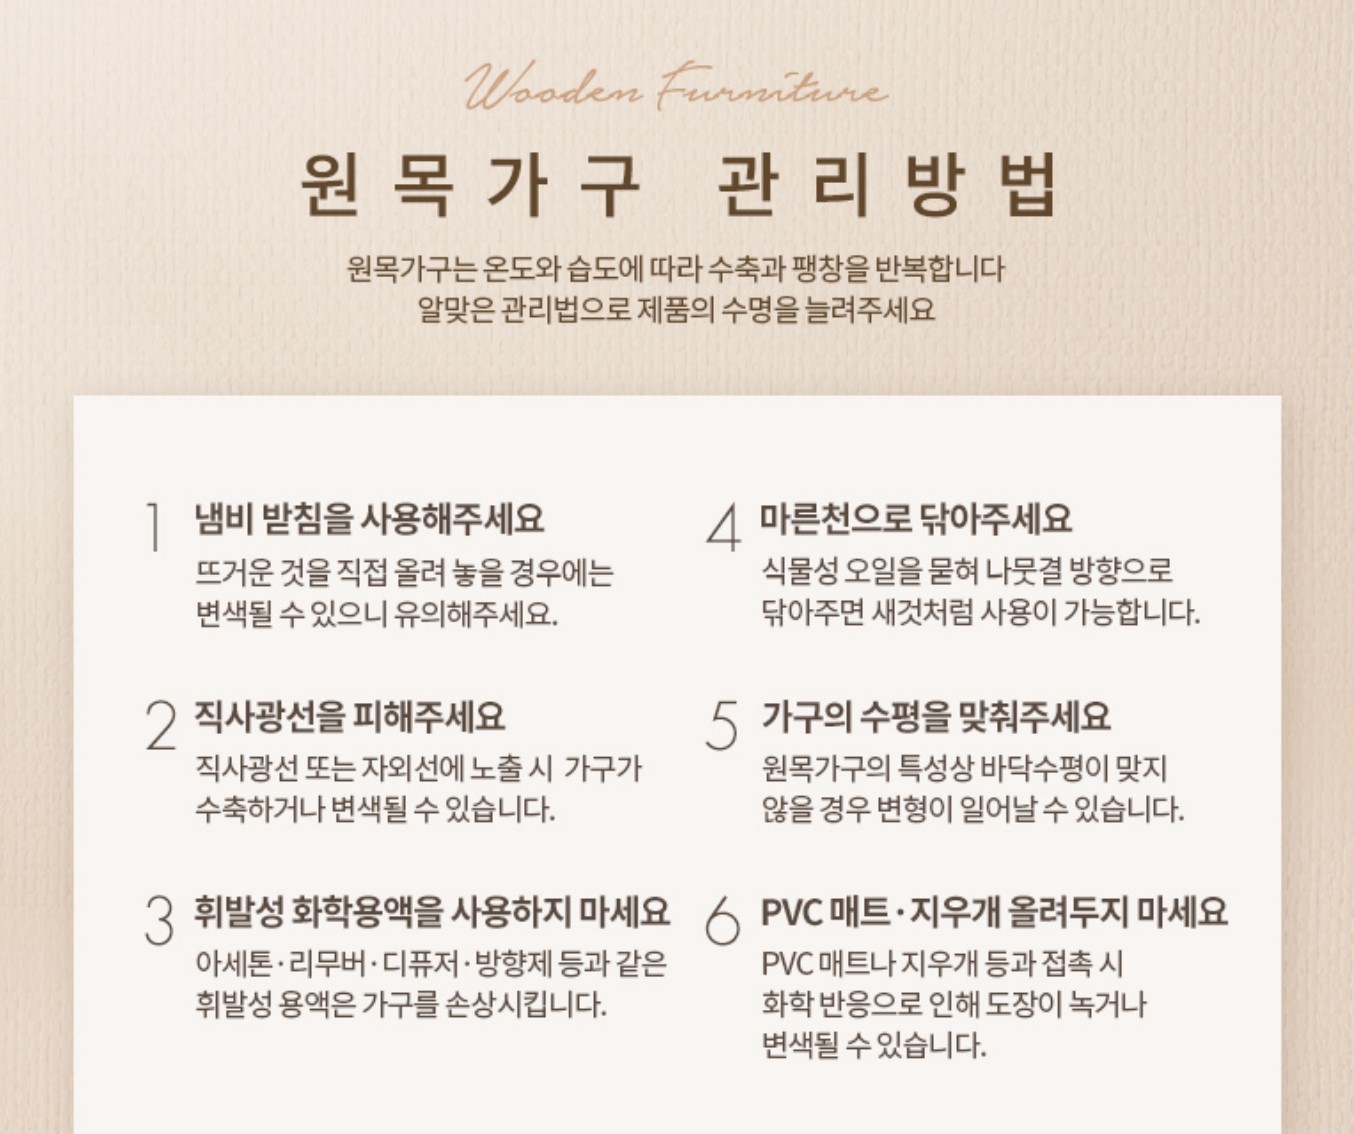 Wooden Furniture
원목가구 관리방법
원목가구는 온도와 습도에 따라 수축과 팽창을 반복합니다
알맞은 관리법으로 제품의 수명을 늘려주세요
1 냄비 받침을 사용해주세요
뜨거운 것을 직접 올려 놓을 경우에는
변색될 수 있으니 유의해주세요.
2 직사광선을 피해주세요
직사광선 또는 자외선에 노출 시 가구가
수축하거나 변색될 수 있습니다.
3 휘발성 화학용액을 사용하지 마세요
아세톤·리무버·디퓨저·방향제 등과 같은
휘발성 용액은 가구를 손상시킵니다.
4 마른천으로 닦아주세요
식물성 오일을 묻혀 나뭇결 방향으로
닦아주면 새것처럼 사용이 가능합니다.
5 가구의 수평을 맞춰주세요
원목가구의 특성상 바닥수평이 맞지
않을 경우 변형이 일어날 수 있습니다.
6 PVC 매트·지우개 올려두지 마세요
PVC 매트나 지우개 등과 접촉 시
화학 반응으로 인해 도장이 녹거나
변색될 수 있습니다.